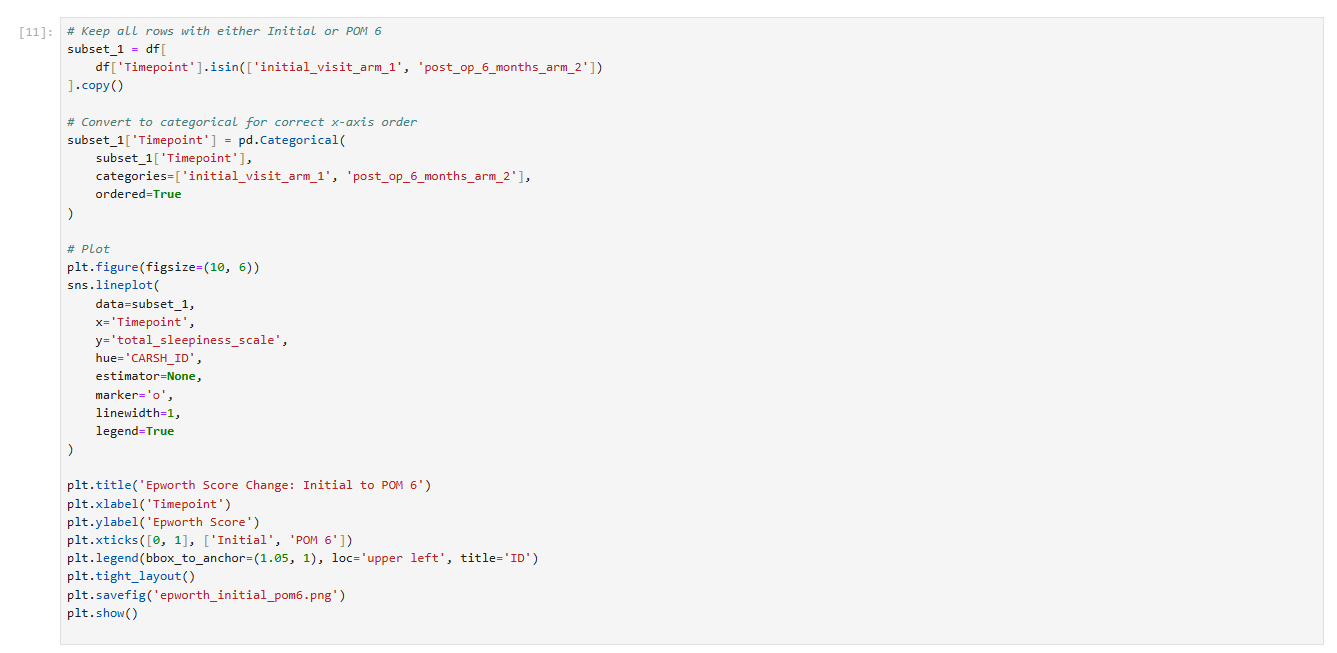 [11]:
# Keep all rows with either Initial or POM 6
subset_1 = df[
    df['Timepoint'].isin(['initial_visit_arm_1', 'post_op_6_months_arm_2'])
].copy()

# Convert to categorical for correct x-axis order
subset_1['Timepoint'] = pd.Categorical(
    subset_1['Timepoint'],
    categories=['initial_visit_arm_1', 'post_op_6_months_arm_2'],
    ordered=True
)

# Plot
plt.figure(figsize=(10, 6))
sns.lineplot(
    data=subset_1,
    x='Timepoint',
    y='total_sleepiness_scale',
    hue='CARSH_ID',
    estimator=None,
    marker='o',
    linewidth=1,
    legend=True
)

plt.title('Epworth Score Change: Initial to POM 6')
plt.xlabel('Timepoint')
plt.ylabel('Epworth Score')
plt.xticks([0, 1], ['Initial', 'POM 6'])
plt.legend(bbox_to_anchor=(1.05, 1), loc='upper left', title='ID')
plt.tight_layout()
plt.savefig('epworth_initial_pom6.png')
plt.show()